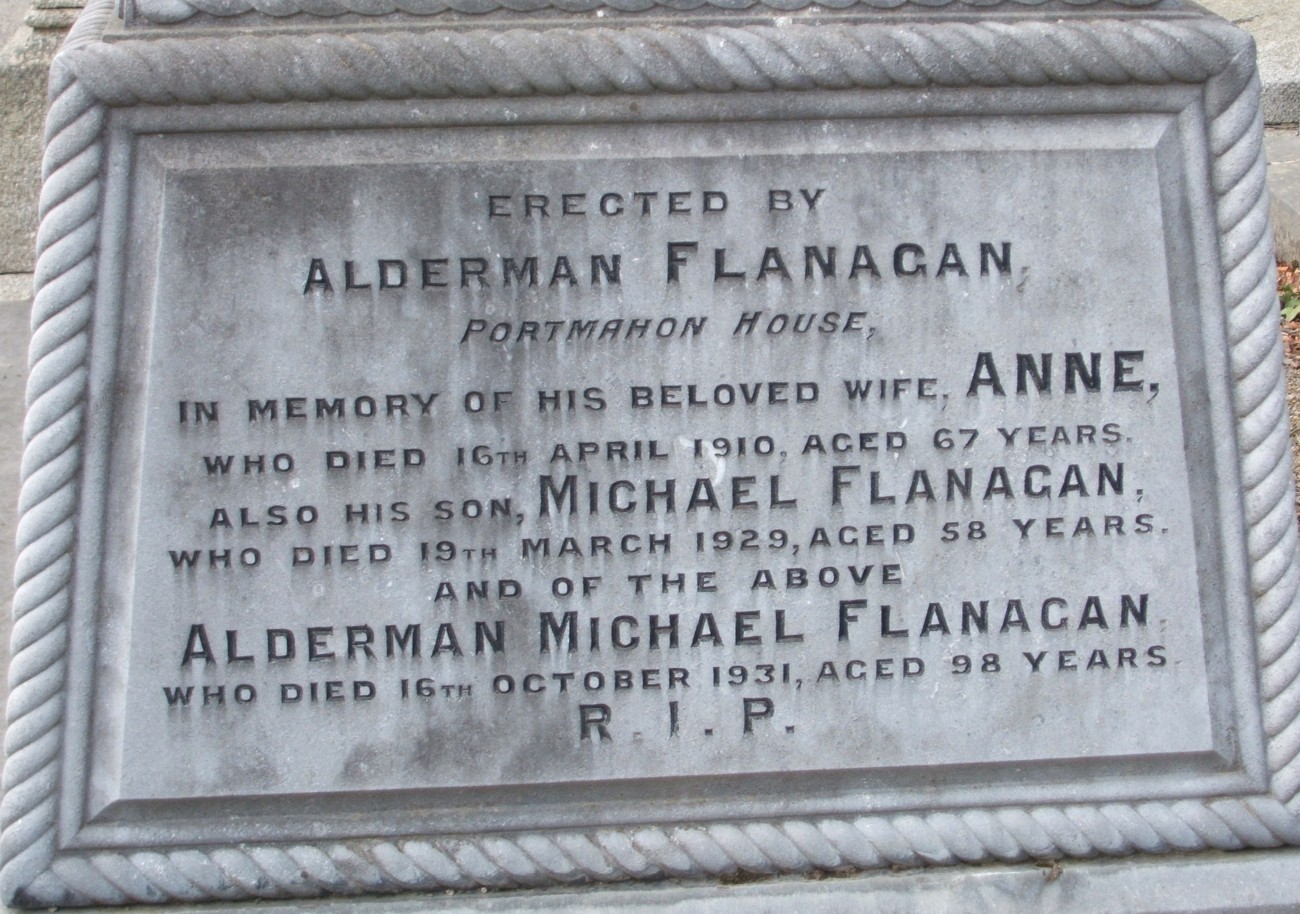 ERECTED BY
ALDERMAN FLANAGAN,
PORTMAHON HOUSE,
IN MEMORY OF HIS BELOVED WIFE, ANNE,
WHO DIED 16TH APRIL 1910, AGED 67 YEARS.
ALSO HIS SON, MICHAEL FLANAGAN,
WHO DIED 19TH MARCH 1929, AGED 58 YEARS.
AND OF THE ABOVE
ALDERMAN MICHAEL FLANAGAN,
WHO DIED 16TH OCTOBER 1931, AGED 98 YEARS.
R.I.P.